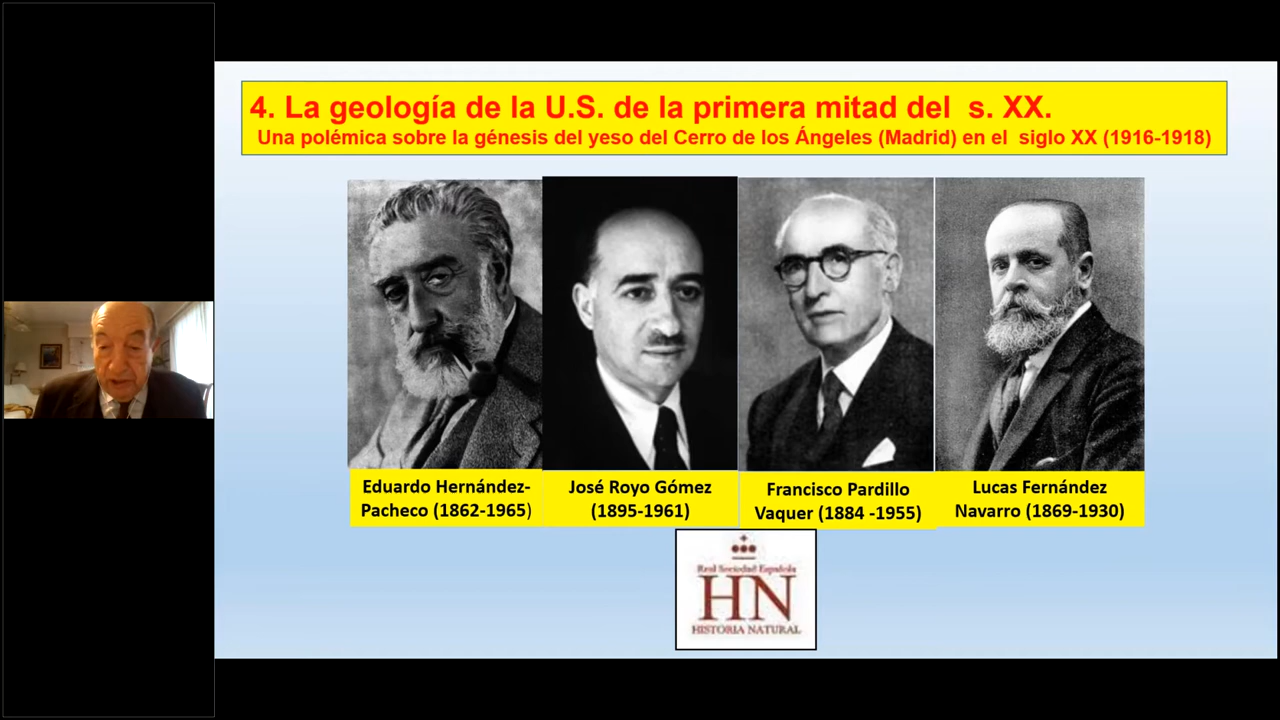 4. La geología de la U.S. de la primera mitad del s. XX.
Una polémica sobre la génesis del yeso del Cerro de los Ángeles (Madrid) en el siglo XX (1916-1918)
Eduardo Hernández-
Pacheco (1862-1965)
José Royo Gómez
(1895-1961)
Francisco Pardillo
Vaquer (1884 -1955)
Lucas Fernández
Navarro (1869-1930)
Real Sociedad Española
HN
HISTORIA NATURAL